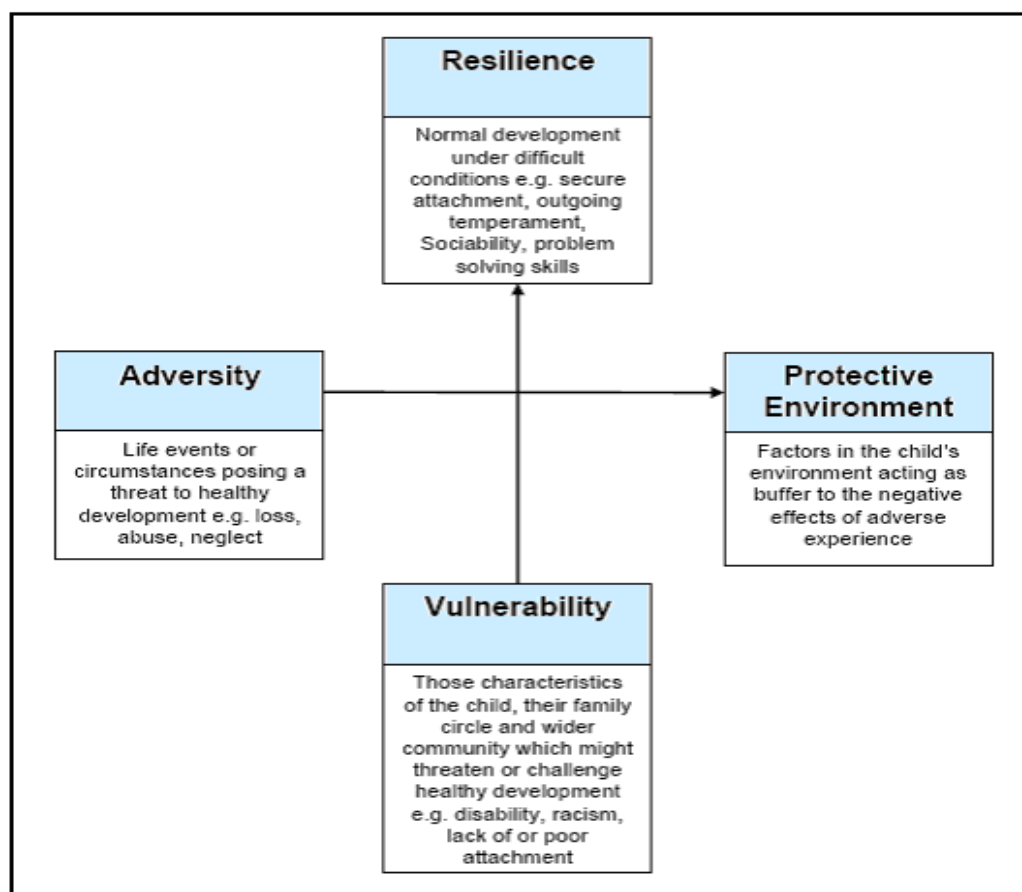 Resilience
Normal development
under difficult
conditions e.g. secure
attachment, outgoing
temperament,
Sociability, problem
solving skills
Adversity
Life events or
circumstances posing a
threat to healthy
development e.g. loss,
abuse, neglect
Protective
Environment
Factors in the child's
environment acting as
buffer to the negative
effects of adverse
experience
Vulnerability
Those characteristics
of the child, their family
circle and wider
community which might
threaten or challenge
healthy development
e.g. disability, racism,
lack of or poor
attachment